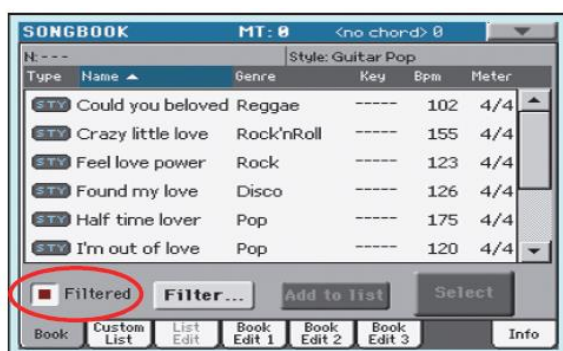 SONGBOOK MT: 0 <no chord> 0
N: --- Style: Guitar Pop
Type Name Genre Key Bpm Meter
STY Could you beloved Reggae ----- 102 4/4
STY Crazy little love Rock'nRoll ----- 155 4/4
STY Feel love power Rock ----- 123 4/4
STY Found my love Disco ----- 126 4/4
STY Half time lover Pop ----- 175 4/4
STY I'm out of love Pop ----- 120 4/4
Filtered Filter... Add to list Select
Book Custom List List Edit Book Edit 1 Book Edit 2 Book Edit 3 Info